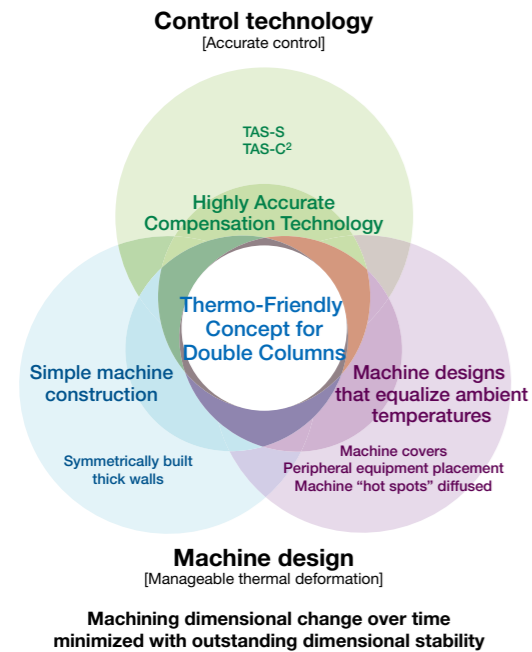 Control technology
[Accurate control]
TAS-S
TAS-C²
Highly Accurate
Compensation Technology
Thermo-Friendly
Concept for
Double Columns
Simple machine
construction
Symmetrically built
thick walls
Machine designs
that equalize ambient
temperatures
Machine covers
Peripheral equipment placement
Machine “hot spots” diffused
Machine design
[Manageable thermal deformation]
Machining dimensional change over time
minimized with outstanding dimensional stability